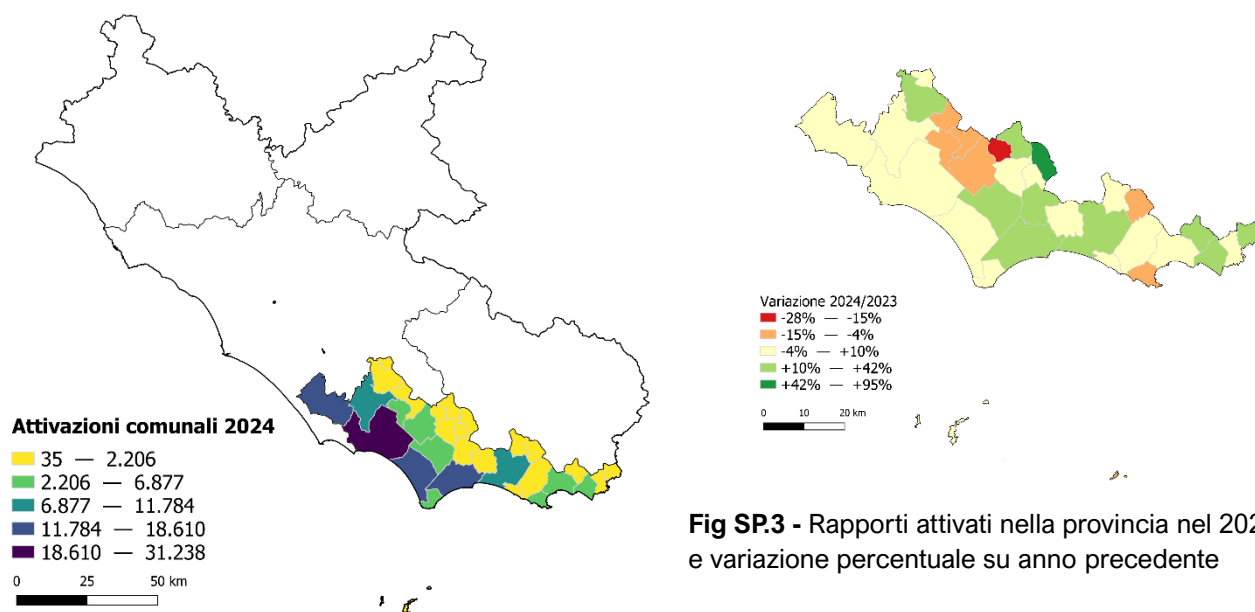 Attivazioni comunali 2024
35 — 2.206
2.206 — 6.877
6.877 — 11.784
11.784 — 18.610
18.610 — 31.238
0 25 50 km
Variazione 2024/2023
-28% — -15%
-15% — -4%
-4% — +10%
+10% — +42%
+42% — +95%
0 10 20 km
Fig SP.3 - Rapporti attivati nella provincia nel 202
e variazione percentuale su anno precedente